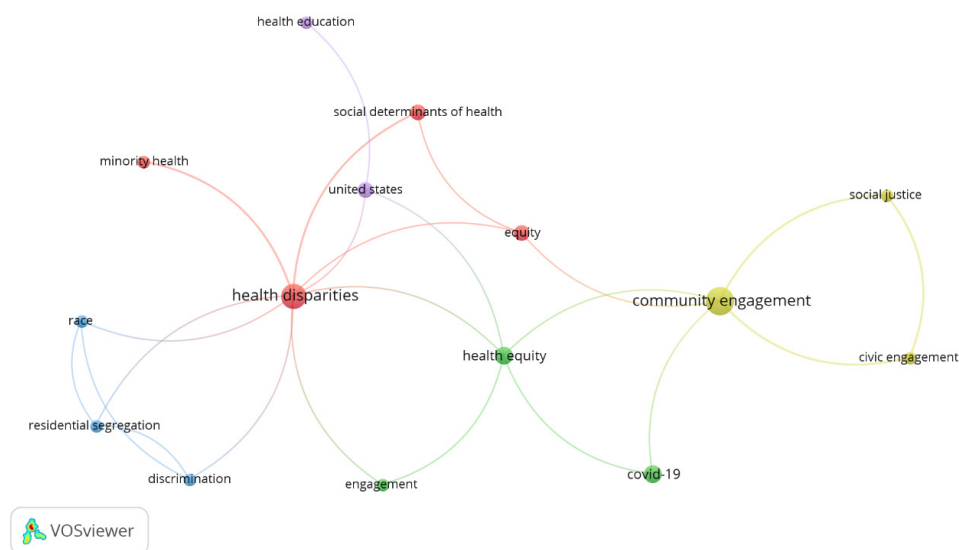 health education
social determinants of health
minority health
united states
social justice
equity
health disparities
community engagement
race
health equity
civic engagement
residential segregation
discrimination
engagement
covid-19
VOSviewer